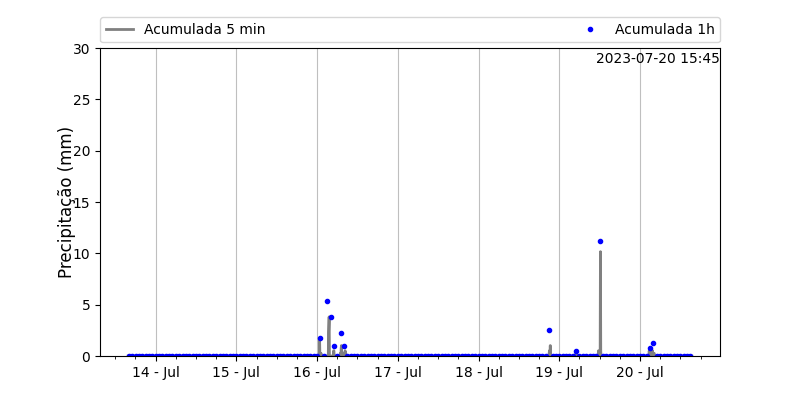 Acumulada 5 min
Acumulada 1h
2023-07-20 15:45
Precipitação (mm)
30
25
20
15
10
5
0
14 - Jul
15 - Jul
16 - Jul
17 - Jul
18 - Jul
19 - Jul
20 - Jul